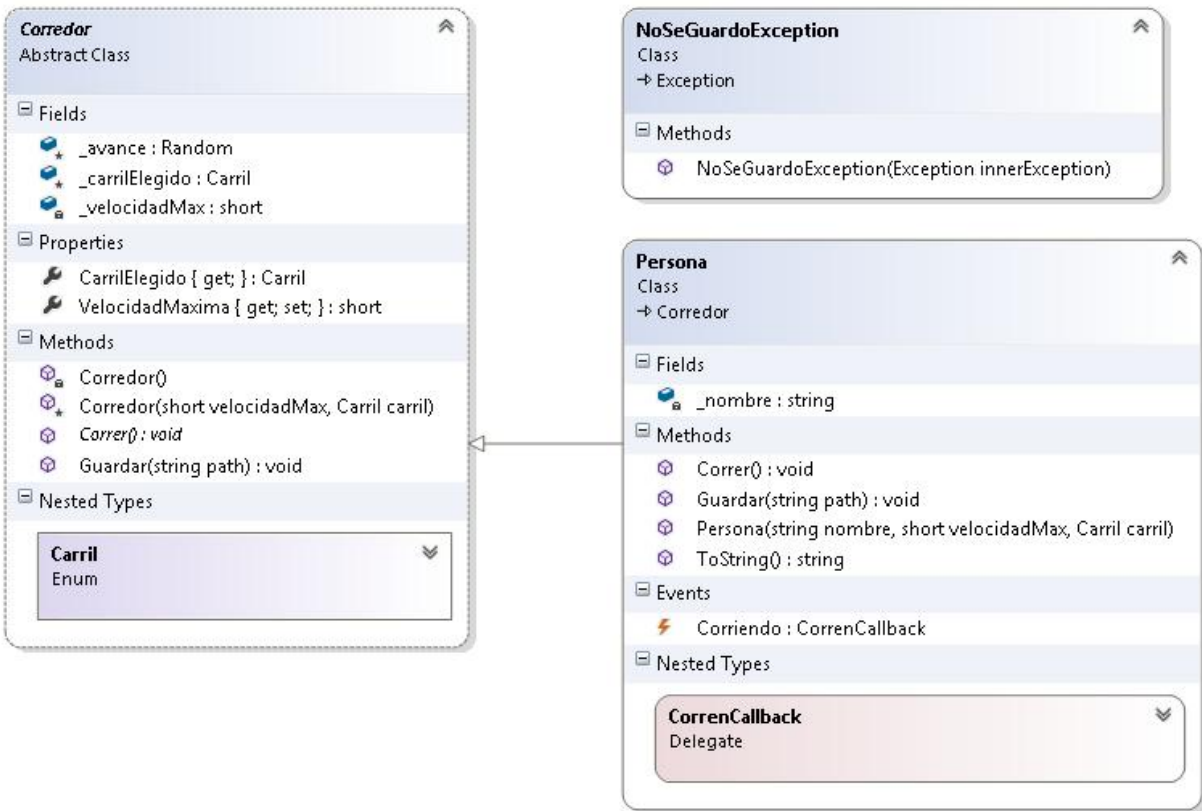 Corredor
Abstract Class
Fields
_avance : Random
_carrilElegido : Carril
_velocidadMax : short
Properties
CarrilElegido { get; } : Carril
VelocidadMaxima { get; set; } : short
Methods
Corredor()
Corredor(short velocidadMax, Carril carril)
Correr() : void
Guardar(string path) : void
Nested Types
Carril
Enum
NoSeGuardoException
Class
Exception
Methods
NoSeGuardoException(Exception innerException)
Persona
Class
Corredor
Fields
_nombre : string
Methods
Correr() : void
Guardar(string path) : void
Persona(string nombre, short velocidadMax, Carril carril)
ToString() : string
Events
Corriendo : CorrenCallback
Nested Types
CorrenCallback
Delegate